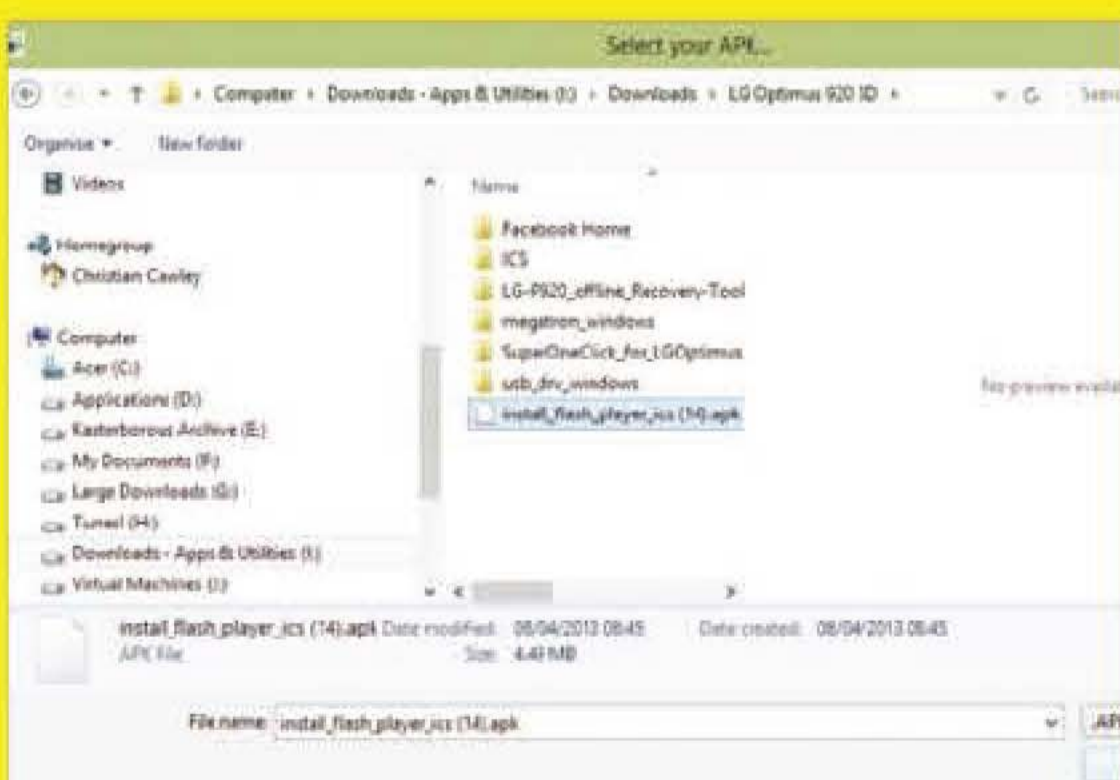 Select your APK...
Computer Downloads - Apps & Utilities (I:) Downloads LG Optimus 920 3D
Organise New folder
Videos
Homegroup
Christian Cawley
Computer
Acer (C:)
Applications (D:)
Kasterborous Archive (E:)
My Documents (F:)
Large Downloads (G:)
Tunes! (H:)
Downloads - Apps & Utilities (I:)
Virtual Machines (J:)
Name
Facebook Home
ICS
LG-P920_offline_Recovery-Tool
megatron_windows
SuperOneClick_for_LGOptimus
usb_drv_windows
install_flash_player_ics (14).apk
No preview availa
install_flash_player_ics (14).apk Date modified: 08/04/2013 08:45 Date created: 08/04/2013 08:45
APK File Size: MB
File name: install_flash_player_ics (14).apk